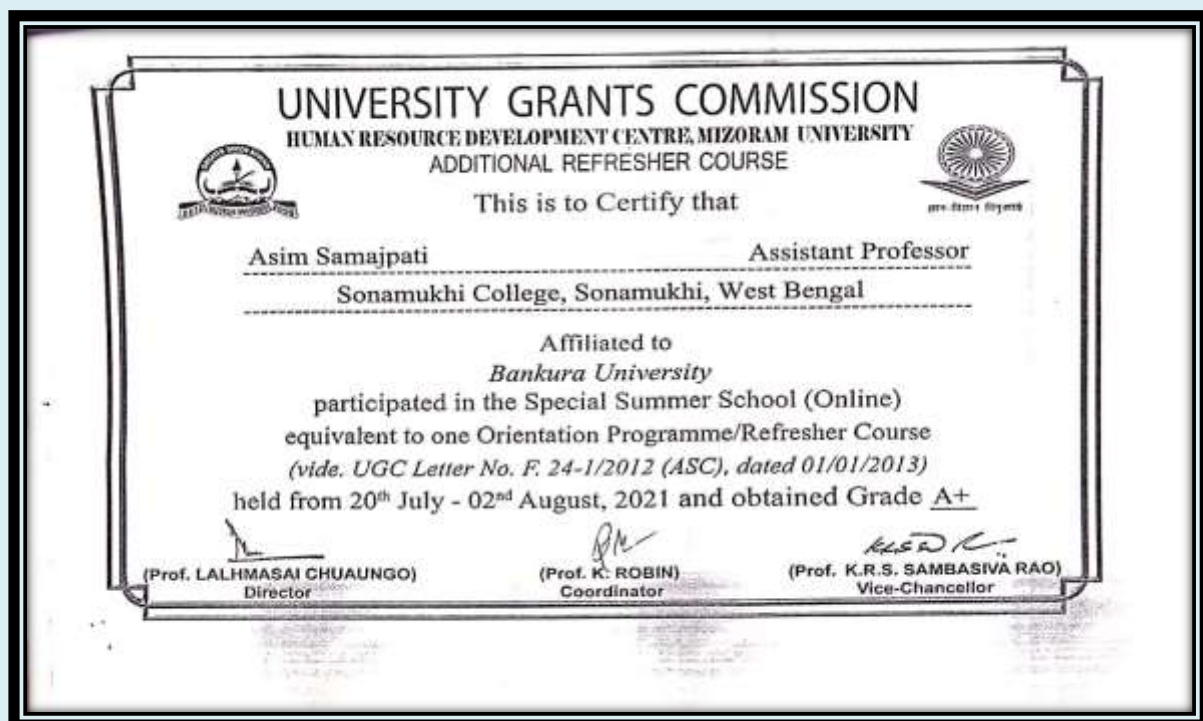 UNIVERSITY GRANTS COMMISSION
HUMAN RESOURCE DEVELOPMENT CENTRE, MIZORAM UNIVERSITY
ADDITIONAL REFRESHER COURSE
This is to Certify that
ज्ञान-विज्ञान विमुक्तये
Asim Samajpati Assistant Professor
Sonamukhi College, Sonamukhi, West Bengal
Affiliated to
Bankura University
participated in the Special Summer School (Online)
equivalent to one Orientation Programme/Refresher Course
(vide. UGC Letter No. F. 24-1/2012 (ASC), dated 01/01/2013)
held from 20th July - 02nd August, 2021 and obtained Grade A+
(Prof. LALHMASAI CHUAUNGO) (Prof. K. ROBIN) (Prof. K.R.S. SAMBASIVA RAO)
Director Coordinator Vice-Chancellor